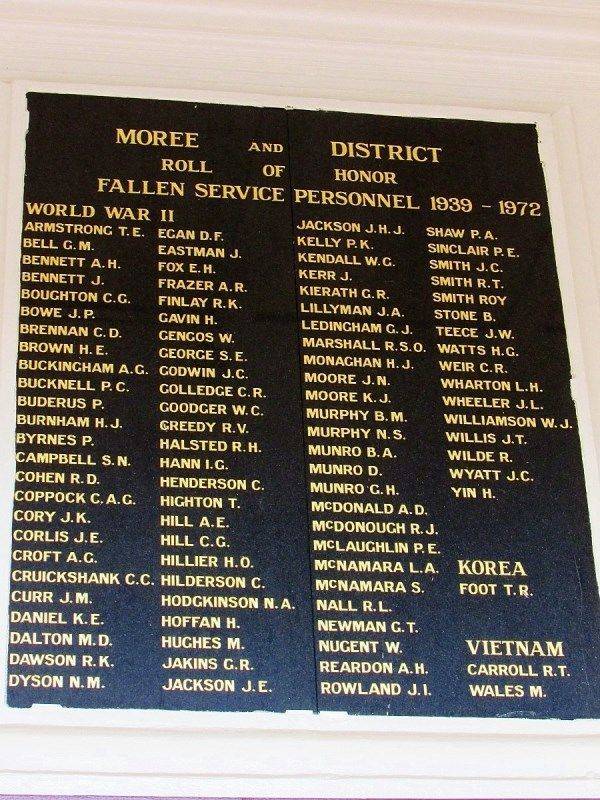 MOREE AND DISTRICT
ROLL OF HONOR
FALLEN SERVICE PERSONNEL 1939 - 1972
WORLD WAR II
ARMSTRONG T.E.
BELL G.M.
BENNETT A.H.
BENNETT J.
BOUGHTON C.G.
BOWE J.P.
BRENNAN C.D.
BROWN H.E.
BUCKINGHAM A.G.
BUCKNELL P.C.
BUDERUS P.
BURNHAM H.J.
BYRNES P.
CAMPBELL S.N.
COHEN R.D.
COPPOCK C.A.G.
CORY J.K.
CORLIS J.E.
CROFT A.G.
CRUICKSHANK C.C.
CURR J.M.
DANIEL K.E.
DALTON M.D.
DAWSON R.K.
DYSON N.M.
EGAN D.F.
EASTMAN J.
FOX E.H.
FRAZER A.R.
FINLAY R.K.
GAVIN H.
GENGOS W.
GEORGE S.E.
GODWIN J.C.
GOLLEDGE C.R.
GOODGER W.C.
GREEDY R.V.
HALSTED R.H.
HANN I.G.
HENDERSON C.
HIGHTON T.
HILL A.E.
HILL C.G.
HILLIER H.O.
HILDERSON C.
HODGKINSON N.A.
HOFFAN H.
HUGHES M.
JAKINS G.R.
JACKSON J.E.
JACKSON J.H.J.
KELLY P.K.
KENDALL W.G.
KERR J.
KIERATH G.R.
LILLYMAN J.A.
LEDINGHAM G.J.
MARSHALL R.S.O.
MONAGHAN H.J.
MOORE J.N.
MOORE K.J.
MURPHY B.M.
MURPHY N.S.
MUNRO B.A.
MUNRO D.
MUNRO G.H.
McDONALD A.D.
McDONOUGH R.J.
McLAUGHLIN P.E.
McNAMARA L.A.
McNAMARA S.
NALL R.L.
NEWMAN G.T.
NUGENT W.
REARDON A.H.
ROWLAND J.I.
SHAW P.A.
SINCLAIR P.E.
SMITH J.C.
SMITH R.T.
SMITH ROY
STONE B.
TEECE J.W.
WATTS H.G.
WEIR C.R.
WHARTON L.H.
WHEELER J.L.
WILLIAMSON W.J.
WILLIS J.T.
WILDE R.
WYATT J.C.
YIN H.
KOREA
FOOT T.R.
VIETNAM
CARROLL R.T.
WALES M.